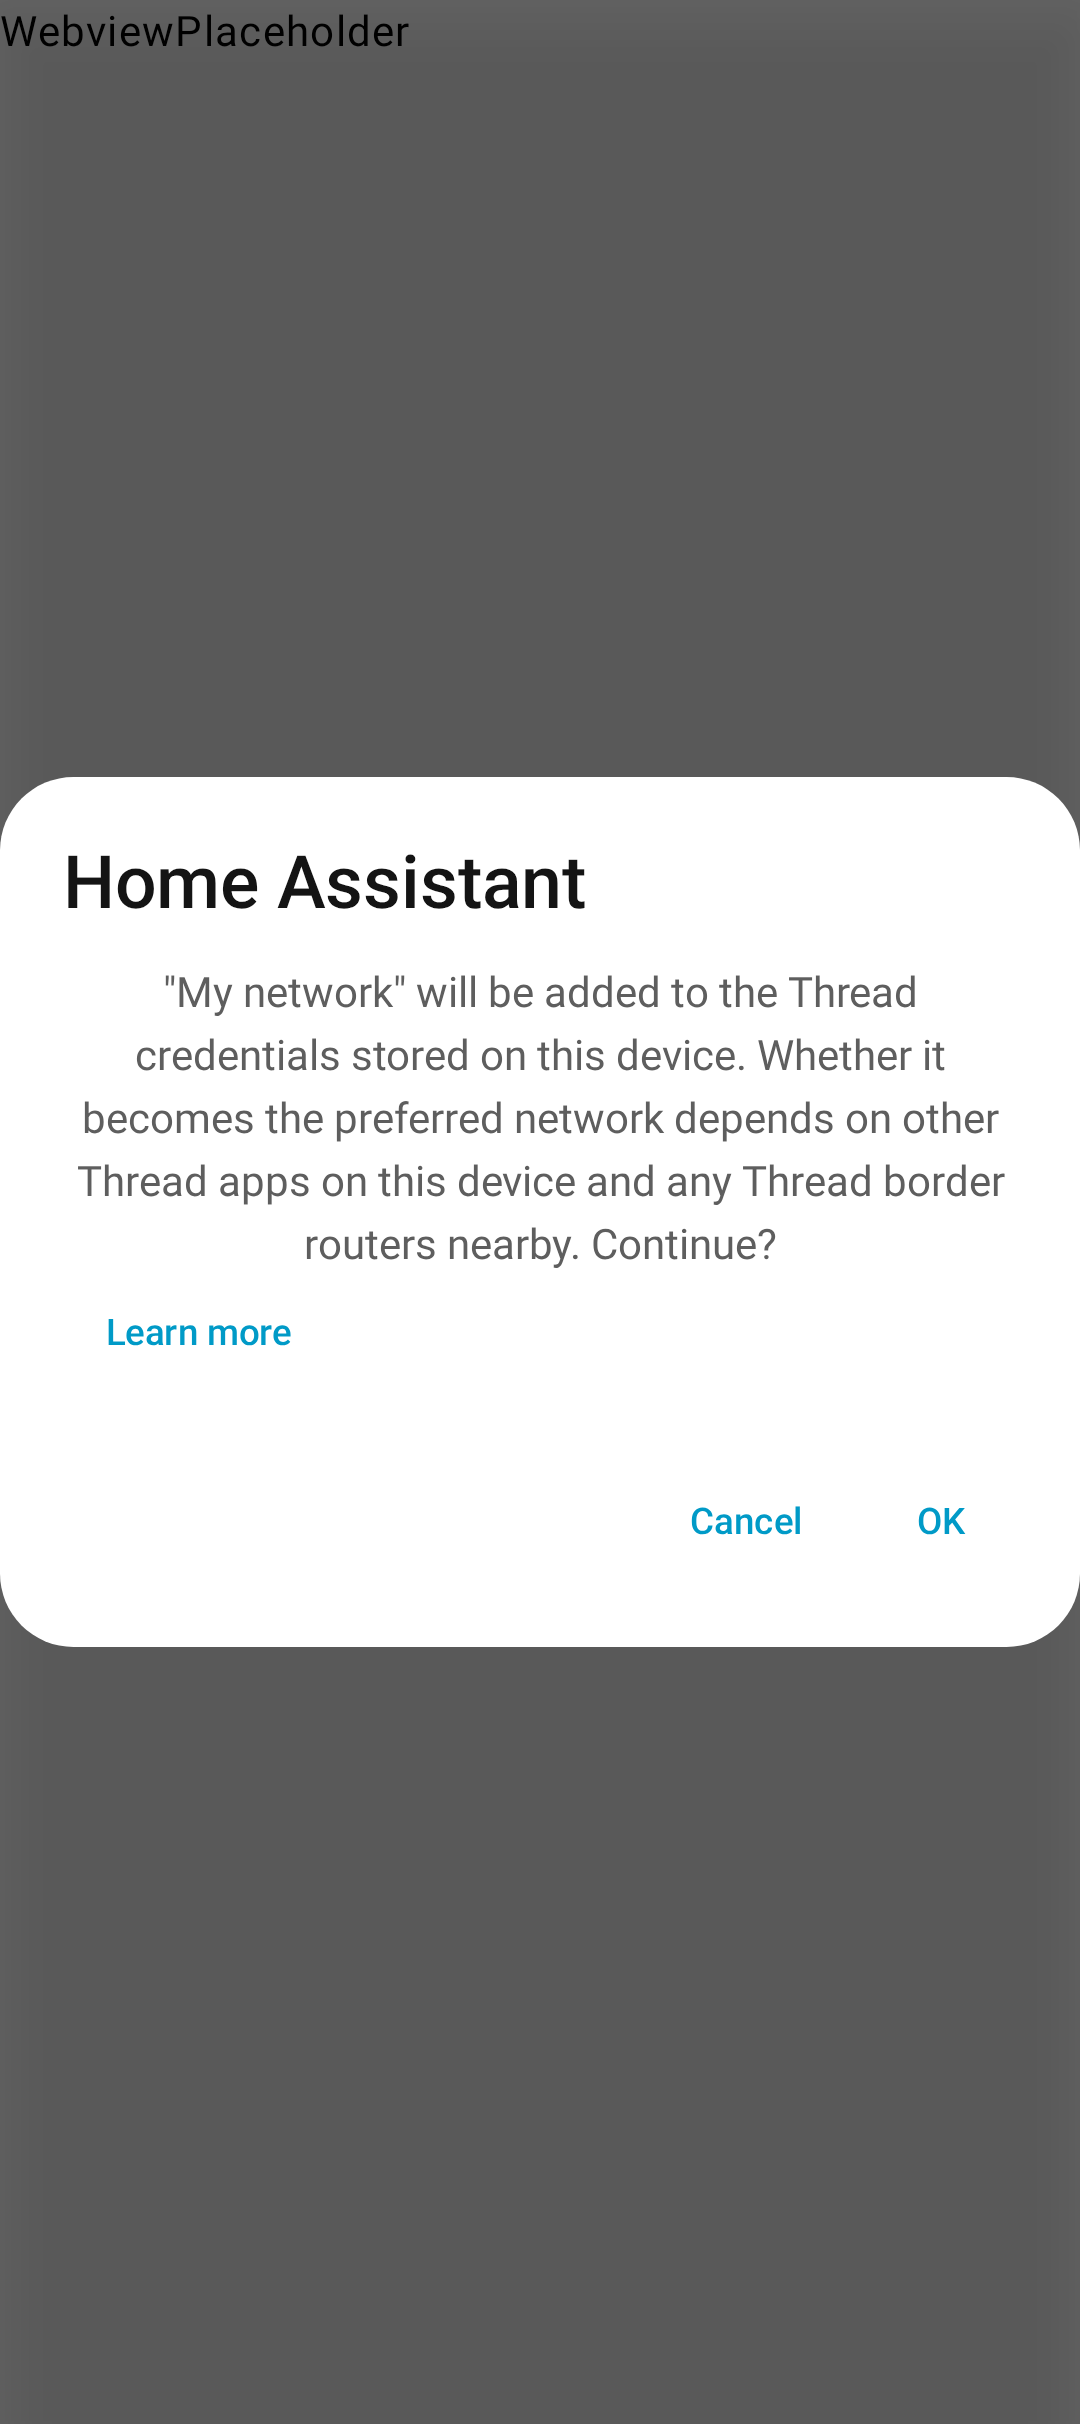 WebviewPlaceholder
Home Assistant
"My network" will be added to the Thread
credentials stored on this device. Whether it
becomes the preferred network depends on other
Thread apps on this device and any Thread border
routers nearby. Continue?
Learn more
Cancel OK